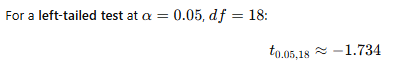 For a left-tailed test at α = 0.05, df = 18:
t₀.₀₅,₁₈ ≈ −1.734